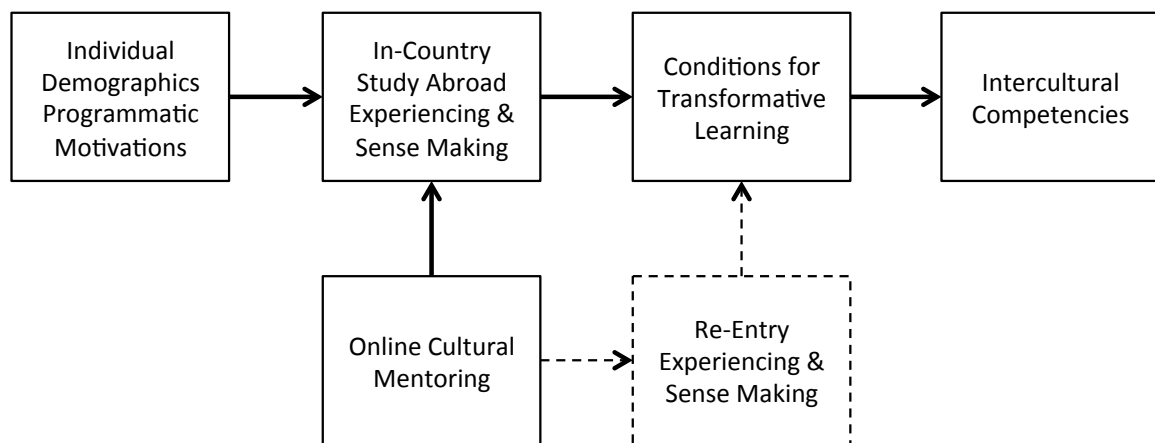 Individual
Demographics
Programmatic
Motivations
In-Country
Study Abroad
Experiencing &
Sense Making
Conditions for
Transformative
Learning
Intercultural
Competencies
Online Cultural
Mentoring
Re-Entry
Experiencing &
Sense Making